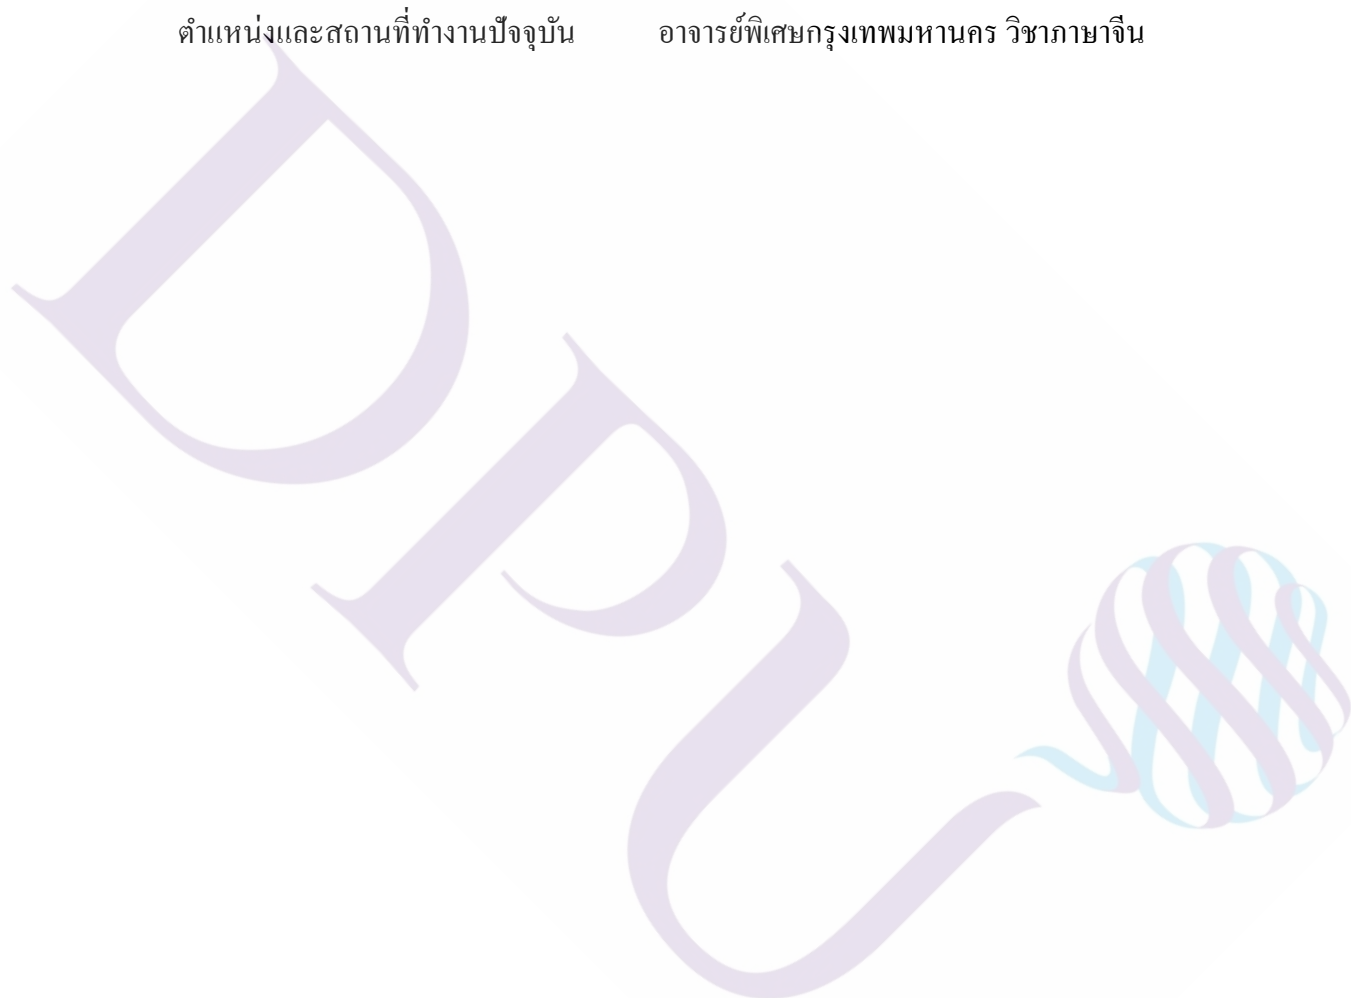 ตำแหน่งและสถานที่ทำงานปัจจุบัน อาจารย์พิเศษกรุงเทพมหานคร วิชาภาษาจีน
DPU